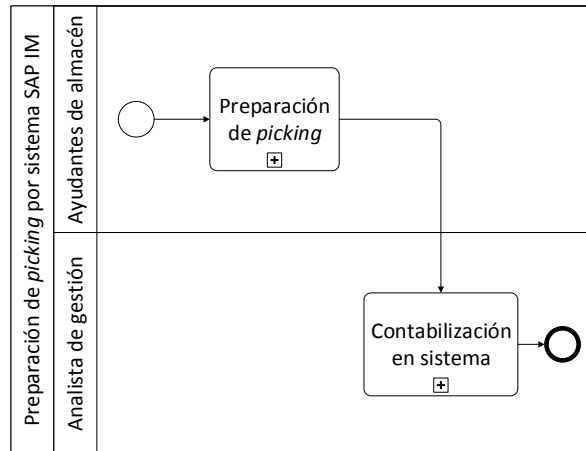 Preparación de picking por sistema SAP IM
Ayudantes de almacén
Preparación
de picking
Analista de gestión
Contabilización
en sistema